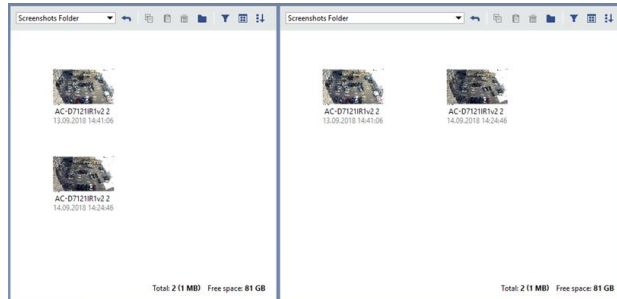 Screenshots Folder
AC-D7121IR1v2 2
13.09.2018 14:41:06
AC-D7121IR1v2 2
14.09.2018 14:24:46
Total: 2 (1 MB) Free space: 81 GB
Screenshots Folder
AC-D7121IR1v2 2
13.09.2018 14:41:06
AC-D7121IR1v2 2
14.09.2018 14:24:46
Total: 2 (1 MB) Free space: 81 GB